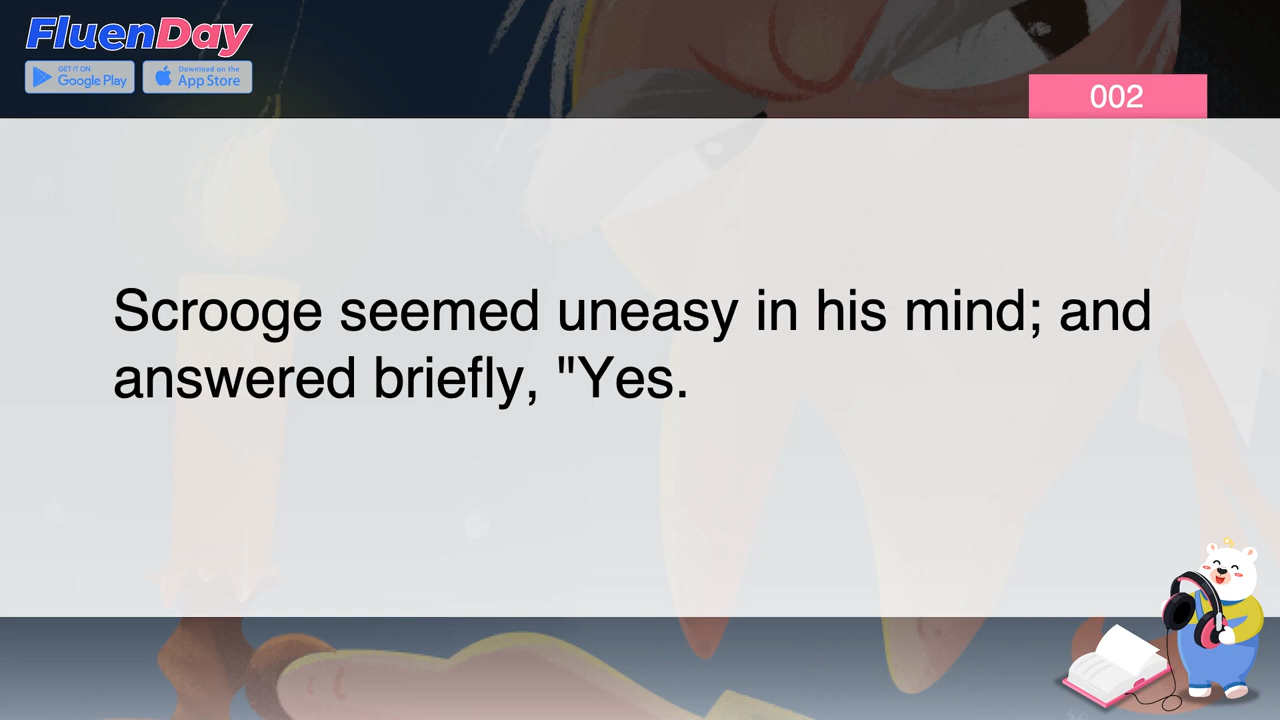 FluenDay
GET IT ON
Google Play
Download on the
App Store
002
Scrooge seemed uneasy in his mind; and
answered briefly, "Yes.